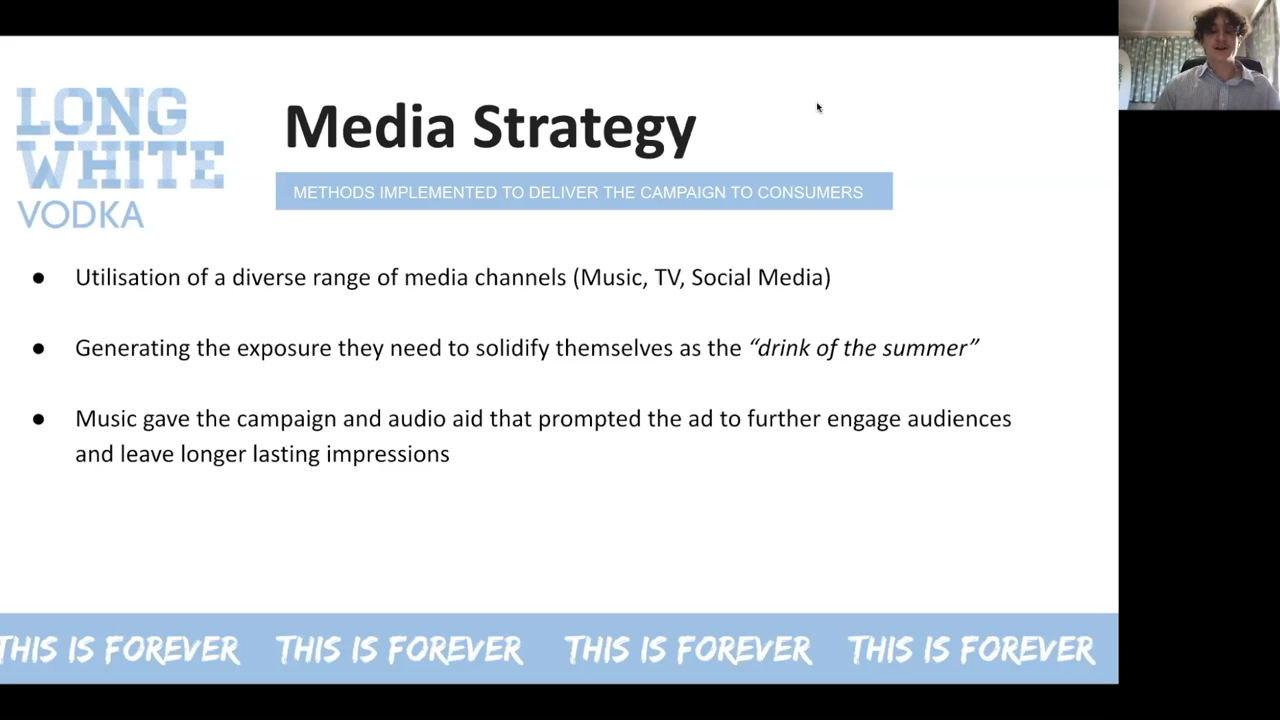 LONG
WHITE
VODKA
Media Strategy
METHODS IMPLEMENTED TO DELIVER THE CAMPAIGN TO CONSUMERS
● Utilisation of a diverse range of media channels (Music, TV, Social Media)
● Generating the exposure they need to solidify themselves as the “drink of the summer”
● Music gave the campaign and audio aid that prompted the ad to further engage audiences
and leave longer lasting impressions
THIS IS FOREVER THIS IS FOREVER THIS IS FOREVER THIS IS FOREVER